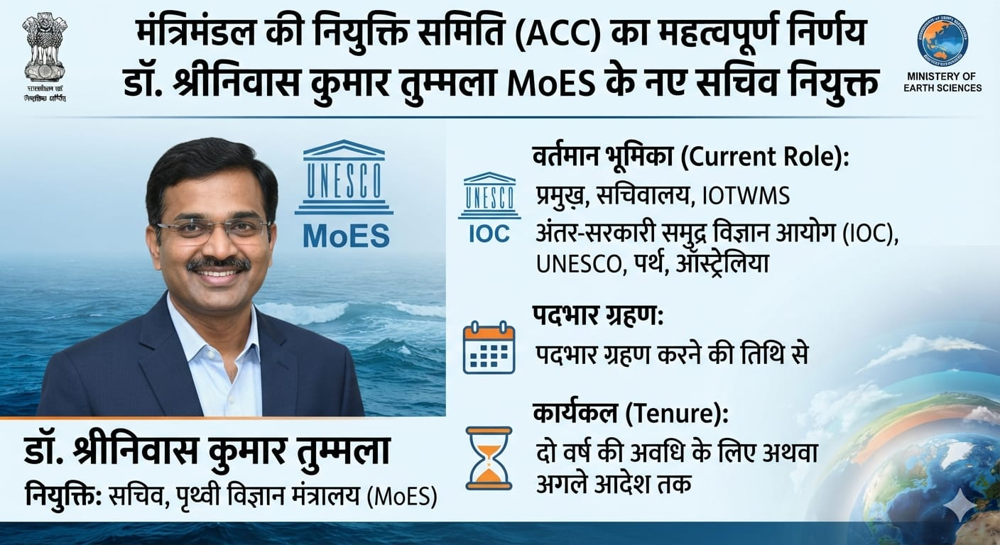 मंत्रिमंडल की नियुक्ति समिति (ACC) का महत्वपूर्ण निर्णय
डॉ. श्रीनिवास कुमार तुम्मला MoES के नए सचिव नियुक्त
MINISTRY OF
EARTH SCIENCES
UNESCO
MoES
वर्तमान भूमिका (Current Role):
UNESCO
IOC
प्रमुख़, सचिवालय, IOTWMS
अंतर-सरकारी समुद्र विज्ञान आयोग (IOC),
UNESCO, पर्थ, ऑस्ट्रेलिया
पदभार ग्रहण:
पदभार ग्रहण करने की तिथि से
कार्यकल (Tenure):
दो वर्ष की अवधि के लिए अथवा
अगले आदेश तक
डॉ. श्रीनिवास कुमार तुम्मला
नियुक्ति: सचिव, पृथ्वी विज्ञान मंत्रालय (MoES)